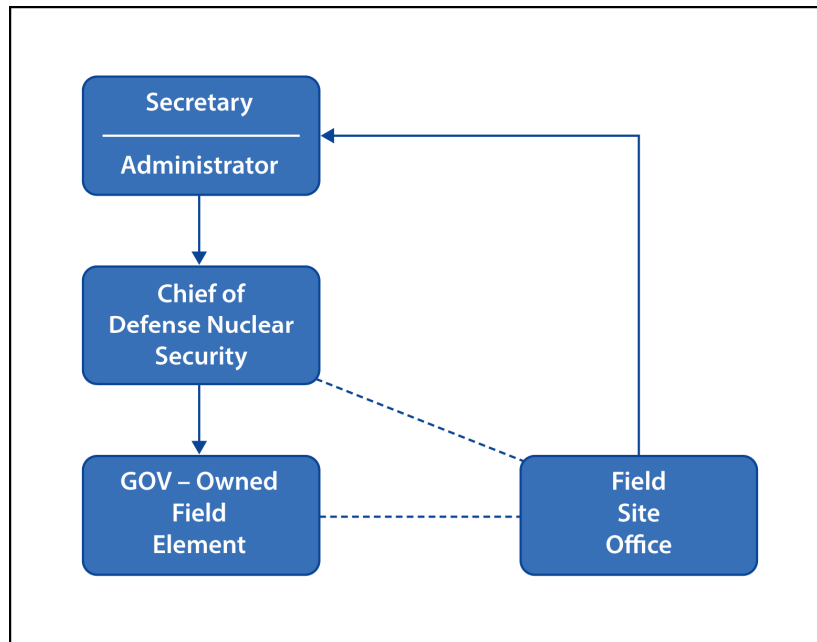 Secretary
Administrator
Chief of
Defense Nuclear
Security
GOV – Owned
Field
Element
Field
Site
Office